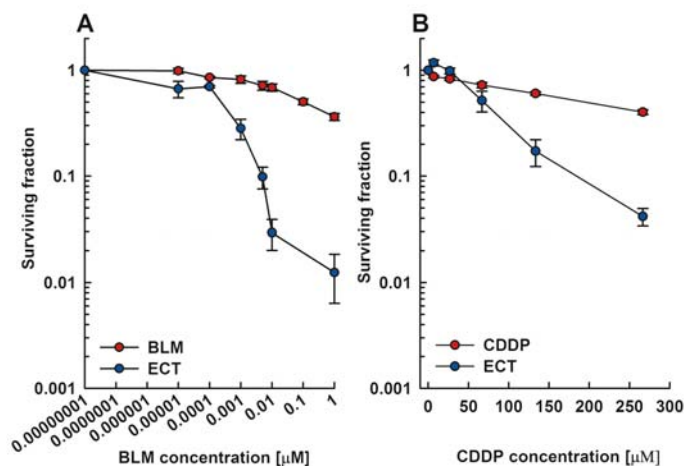 A
B
1
0.1
0.01
0.001
Surviving fraction
BLM
ECT
0.00000001
0.0000001
0.000001
0.00001
0.0001
0.001
0.01
0.1
1
BLM concentration [μM]
1
0.1
0.01
0.001
Surviving fraction
CDDP
ECT
0 50 100 150 200 250 300
CDDP concentration [μM]